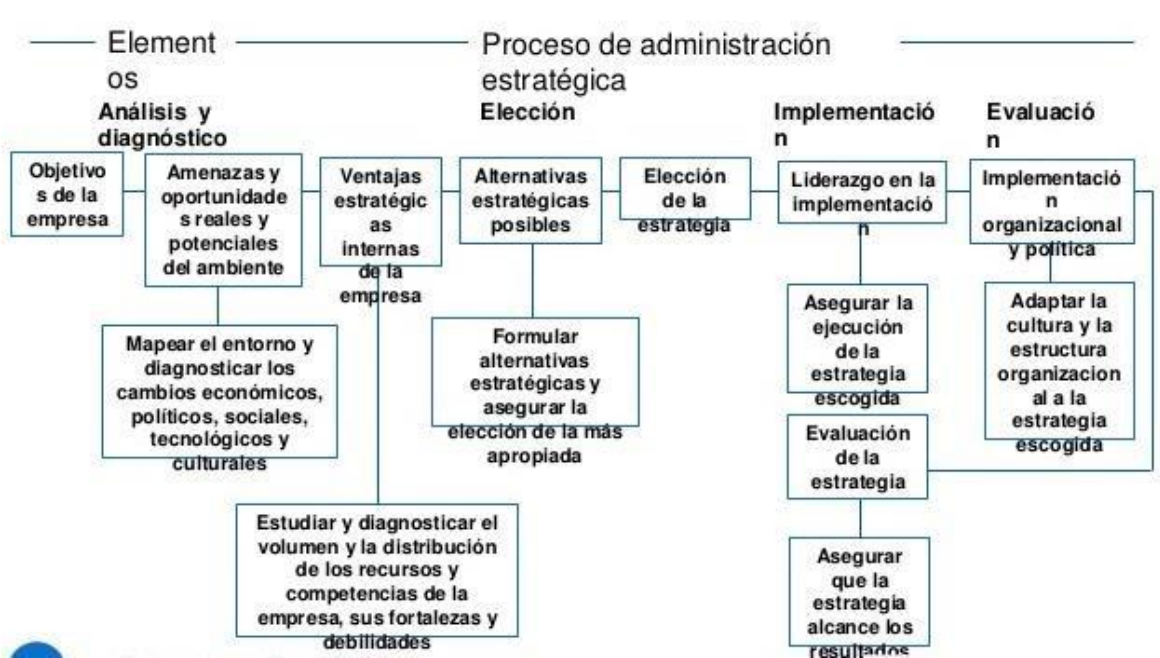 Element
os
Proceso de administración
estratégica
Análisis y
diagnóstico
Elección
Implementació
n
Evaluació
n
Objetivo
s de la
empresa
Amenazas y
oportunidade
s reales y
potenciales
del ambiente
Ventajas
estratégic
as
internas
de la
empresa
Alternativas
estratégicas
posibles
Elección
de la
estrategia
Liderazgo en la
implementació
n
Implementació
n
organizacional
y política
Mapear el entorno y
diagnosticar los
cambios económicos,
políticos, sociales,
tecnológicos y
culturales
Formular
alternativas
estratégicas y
asegurar la
elección de la más
apropiada
Asegurar la
ejecución
de la
estrategia
escogida
Adaptar la
cultura y la
estructura
organizacion
al a la
estrategia
escogida
Evaluación
de la
estrategia
Estudiar y diagnosticar el
volumen y la distribución
de los recursos y
competencias de la
empresa, sus fortalezas y
debilidades
Asegurar
que la
estrategia
alcance los
resultados